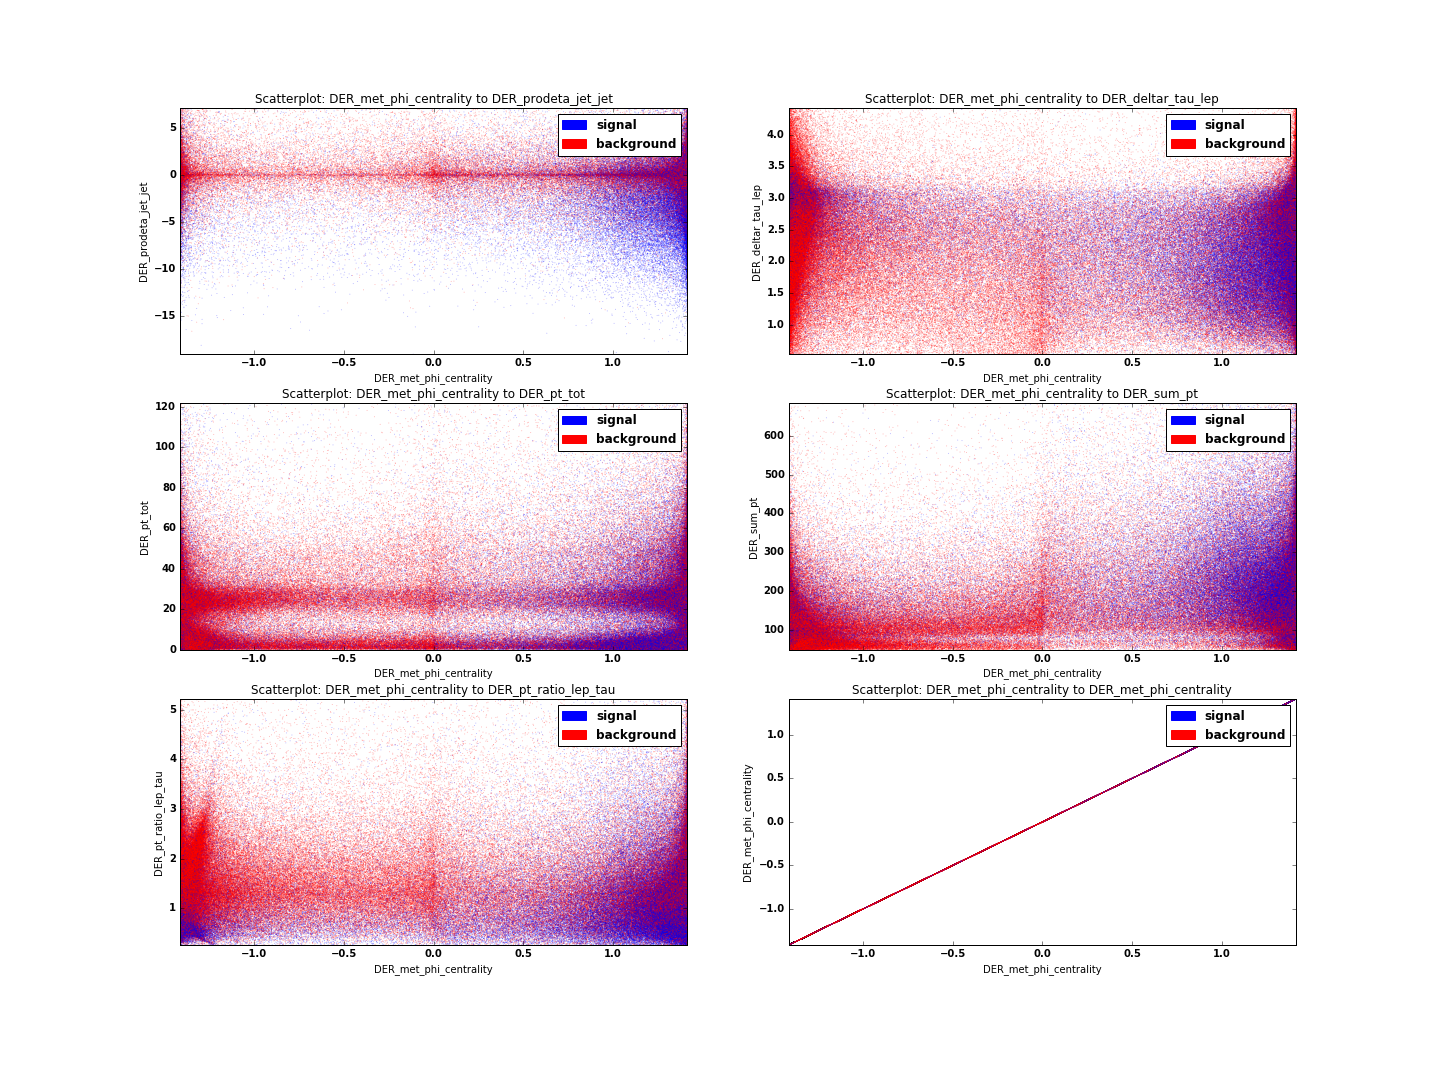 Scatterplot: DER_met_phi_centrality to DER_prodeta_jet_jet
signal
background
5
0
−5
−10
−15
DER_prodeta_jet_jet
−1.0 −0.5 0.0 0.5 1.0
DER_met_phi_centrality
Scatterplot: DER_met_phi_centrality to DER_deltar_tau_lep
signal
background
4.0
3.5
3.0
2.5
2.0
1.5
1.0
DER_deltar_tau_lep
−1.0 −0.5 0.0 0.5 1.0
DER_met_phi_centrality
Scatterplot: DER_met_phi_centrality to DER_pt_tot
signal
background
120
100
80
60
40
20
0
DER_pt_tot
−1.0 −0.5 0.0 0.5 1.0
DER_met_phi_centrality
Scatterplot: DER_met_phi_centrality to DER_sum_pt
signal
background
600
500
400
300
200
100
DER_sum_pt
−1.0 −0.5 0.0 0.5 1.0
DER_met_phi_centrality
Scatterplot: DER_met_phi_centrality to DER_pt_ratio_lep_tau
signal
background
5
4
3
2
1
DER_pt_ratio_lep_tau
−1.0 −0.5 0.0 0.5 1.0
DER_met_phi_centrality
Scatterplot: DER_met_phi_centrality to DER_met_phi_centrality
signal
background
1.0
0.5
0.0
−0.5
−1.0
DER_met_phi_centrality
−1.0 −0.5 0.0 0.5 1.0
DER_met_phi_centrality